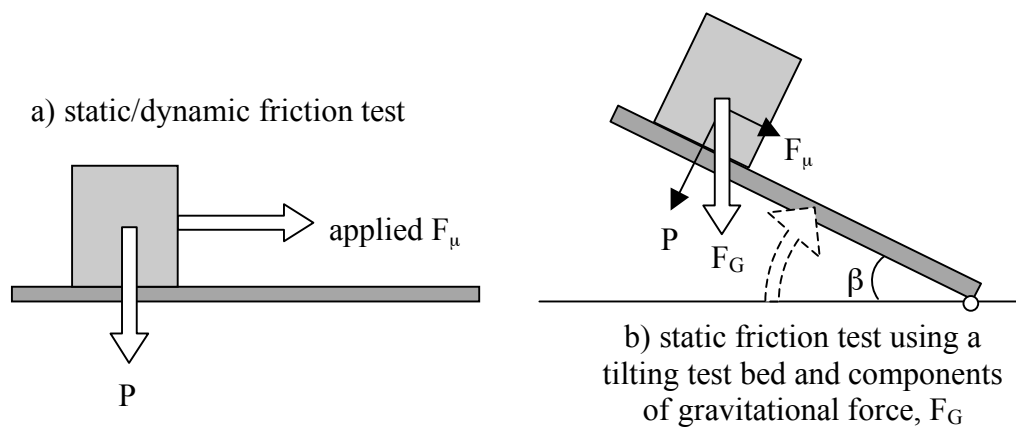 a) static/dynamic friction test
applied Fμ
P
Fμ
P
FG
β
b) static friction test using a
tilting test bed and components
of gravitational force, FG